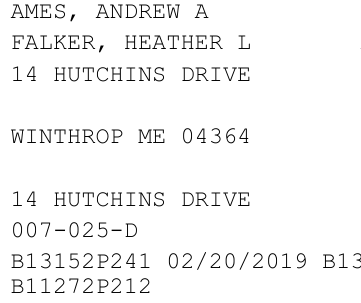 AMES, ANDREW A
FALKER, HEATHER L
14 HUTCHINS DRIVE
WINTHROP ME 04364
14 HUTCHINS DRIVE
007-025-D
B13152P241 02/20/2019 B13
B11272P212